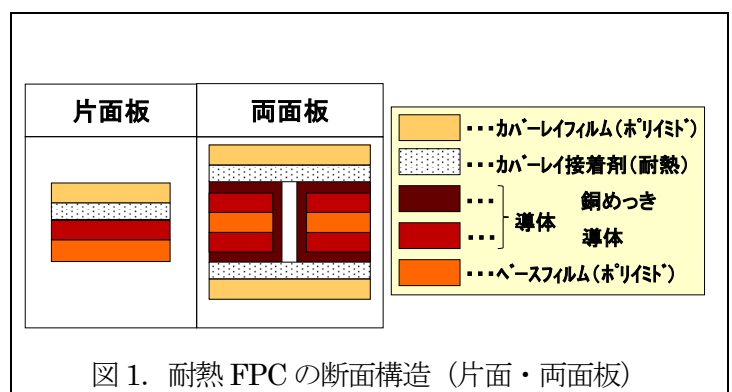 片面板
両面板
･･･ｶﾊﾞｰﾚｲﾌｨﾙﾑ(ﾎﾟﾘｲﾐﾄﾞ)
･･･ｶﾊﾞｰﾚｲ接着剤(耐熱)
･･･ 銅めっき
導体
･･･ 導体
･･･ﾍﾞｰｽﾌｨﾙﾑ(ﾎﾟﾘｲﾐﾄﾞ)
図 1. 耐熱 FPC の断面構造（片面・両面板）